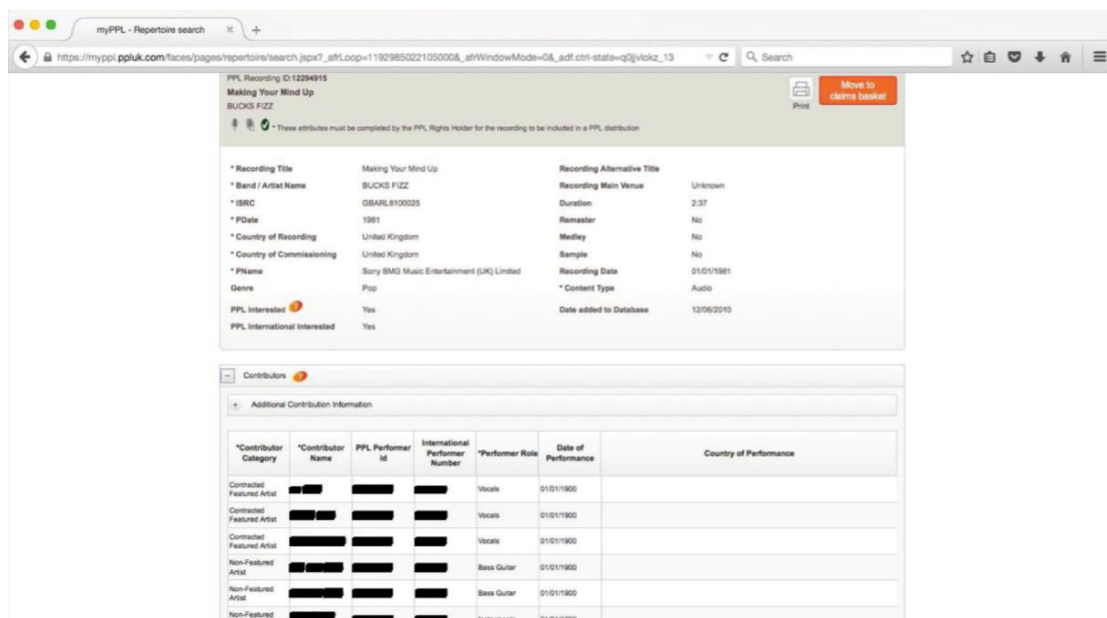 myPPL - Repertoire search × +
https://myppl.ppluk.com/faces/pages/repertoire/search.jspx?_afrLoop=1192985022105000&_afrWindowMode=0&_adf.ctrl-state=q0jjvlokz_13 Search
PPL Recording ID:12294915
Making Your Mind Up
BUCKS FIZZ
Print
Move to claims basket
* These attributes must be completed by the PPL Rights Holder for the recording to be included in a PPL distribution
* Recording Title Making Your Mind Up Recording Alternative Title
* Band / Artist Name BUCKS FIZZ Recording Main Venue Unknown
* ISRC GBARL8100025 Duration 2:37
* PDate 1981 Remaster No
* Country of Recording United Kingdom Medley No
* Country of Commissioning United Kingdom Sample No
* PName Sony BMG Music Entertainment (UK) Limited Recording Date 01/01/1981
Genre Pop * Content Type Audio
PPL Interested ? Yes Date added to Database 12/06/2010
PPL International Interested Yes
- Contributors ?
+ Additional Contribution Information
*Contributor Category *Contributor Name PPL Performer Id International Performer Number *Performer Role Date of Performance Country of Performance
Contracted Featured Artist Vocals 01/01/1900
Contracted Featured Artist Vocals 01/01/1900
Contracted Featured Artist Vocals 01/01/1900
Non-Featured Artist Bass Guitar 01/01/1900
Non-Featured Artist Bass Guitar 01/01/1900
Non-Featured